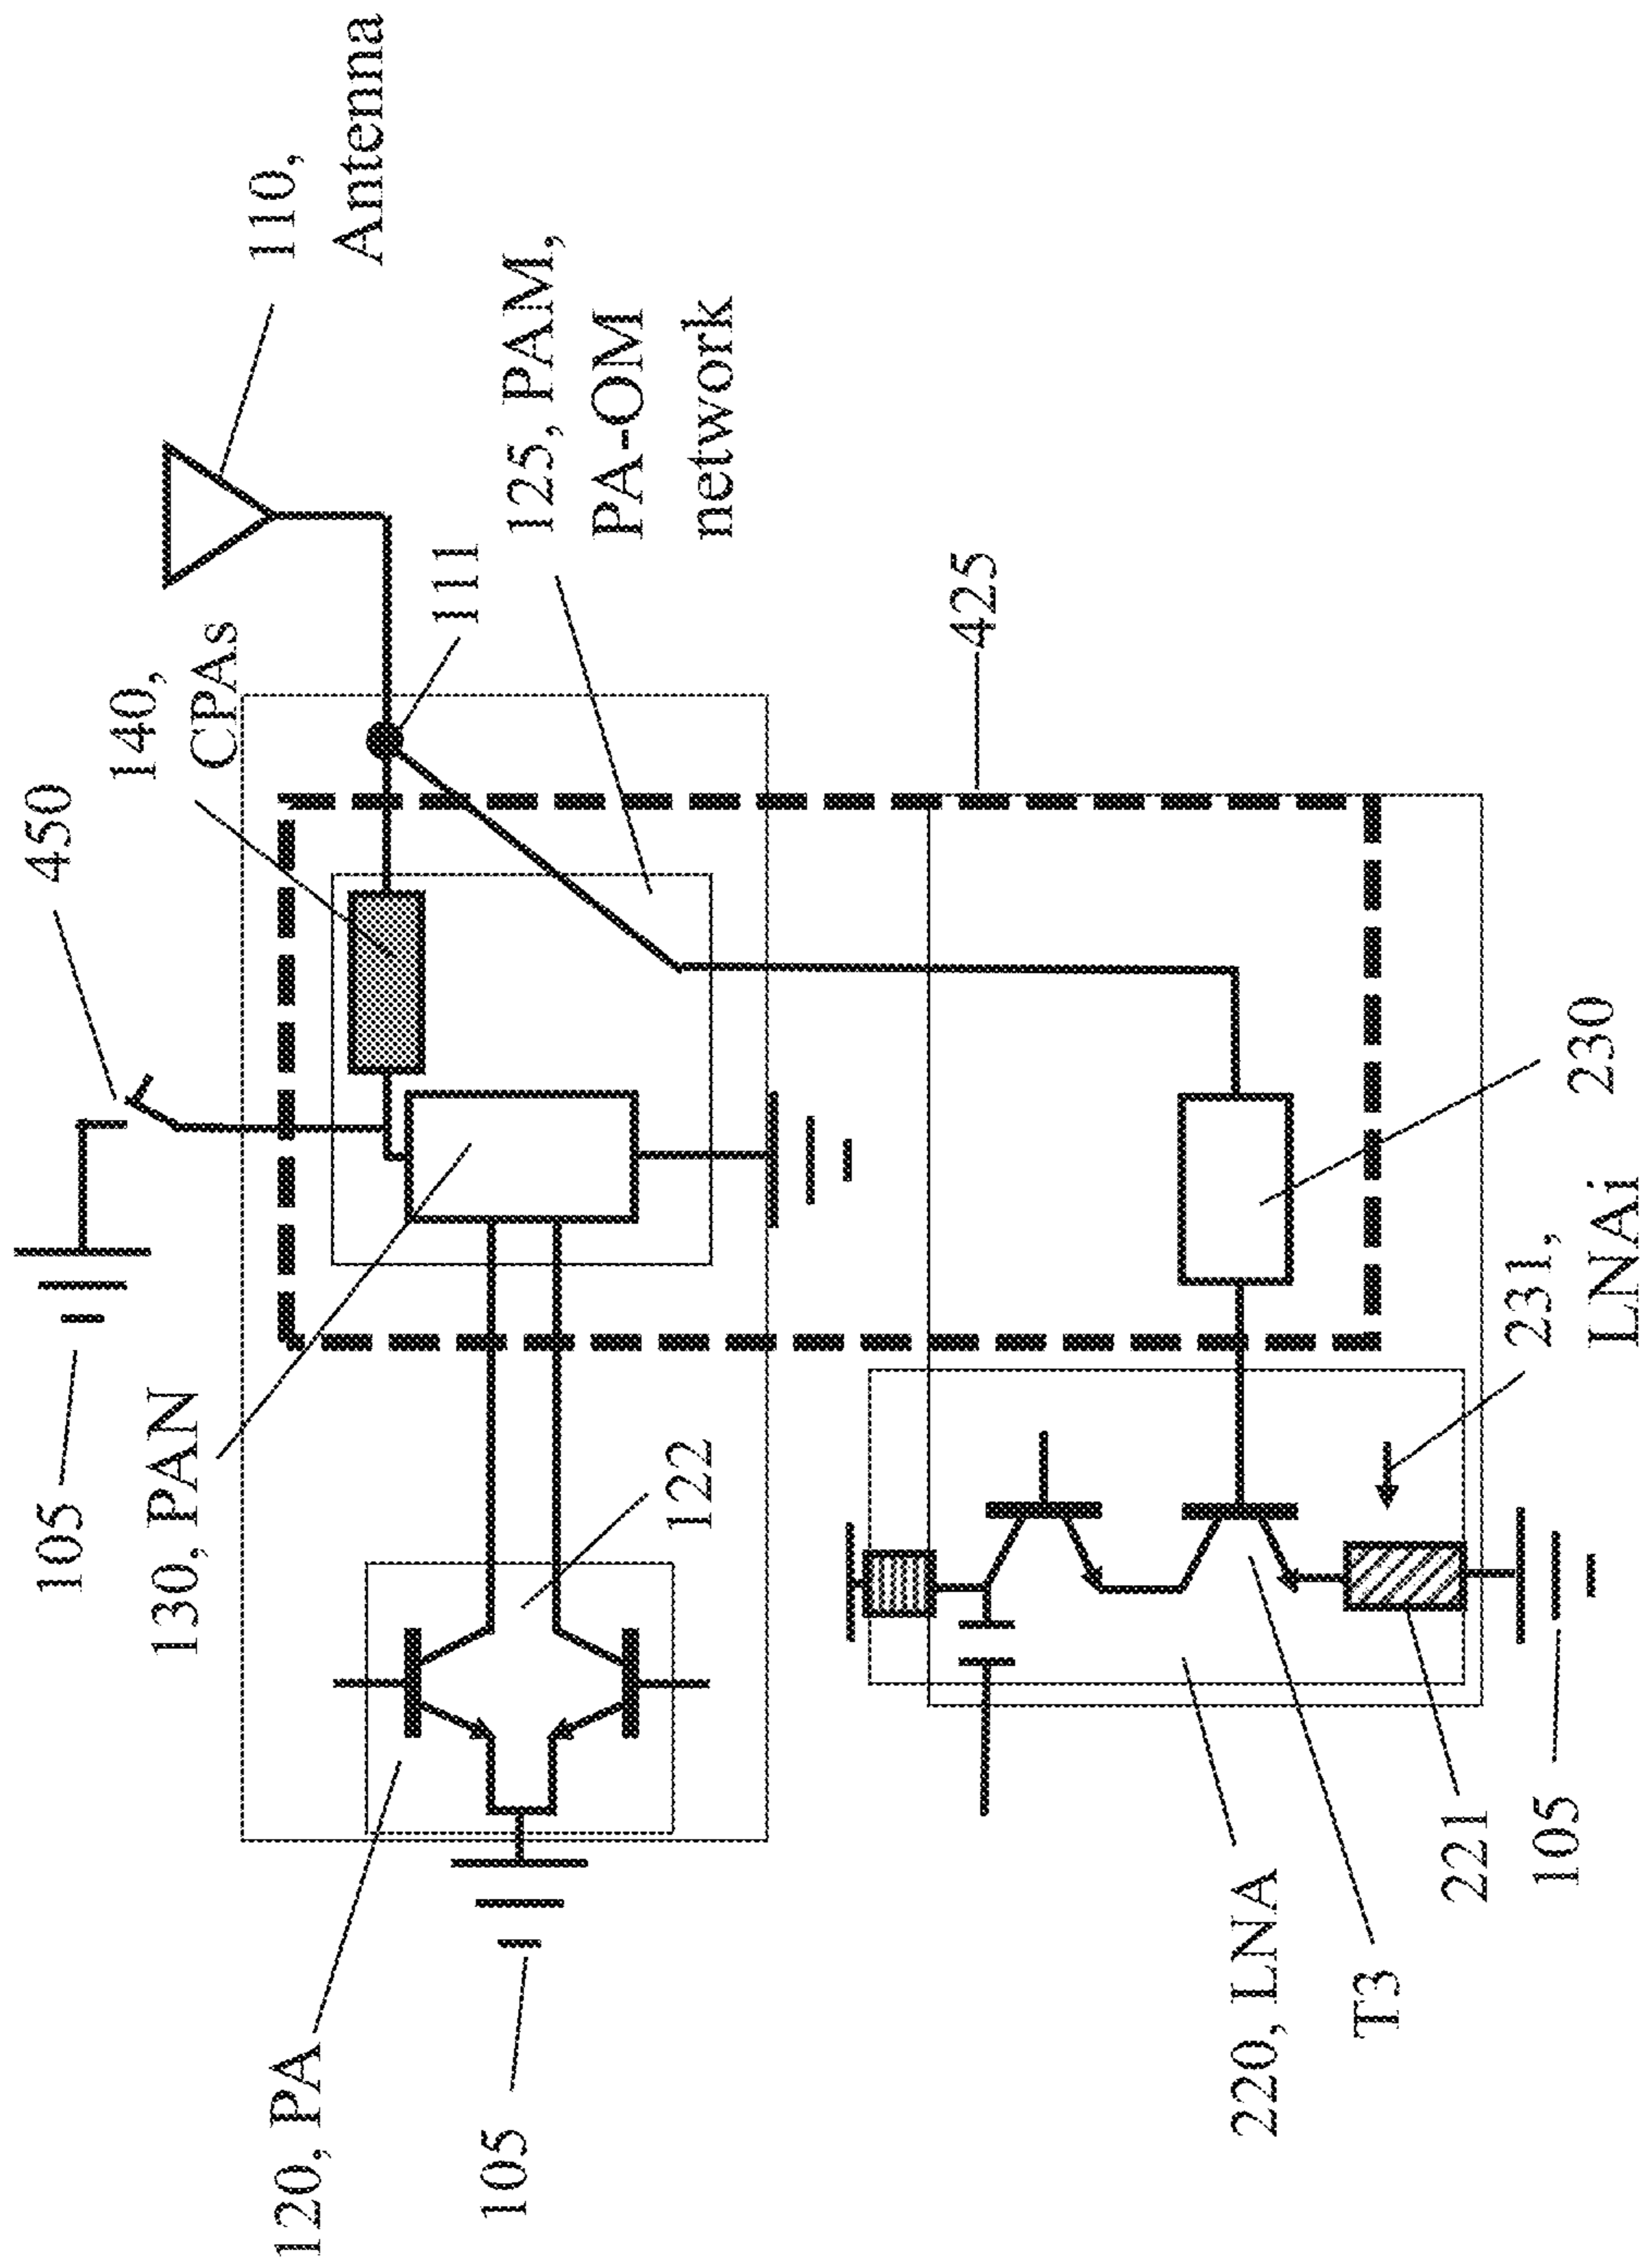 110,
Antenna
450
140,
CPAs
111
125, PAM,
PA-OM
network
425
105
130, PAN
122
230
231,
LNAi
120, PA
105
220, LNA
T3
221
105